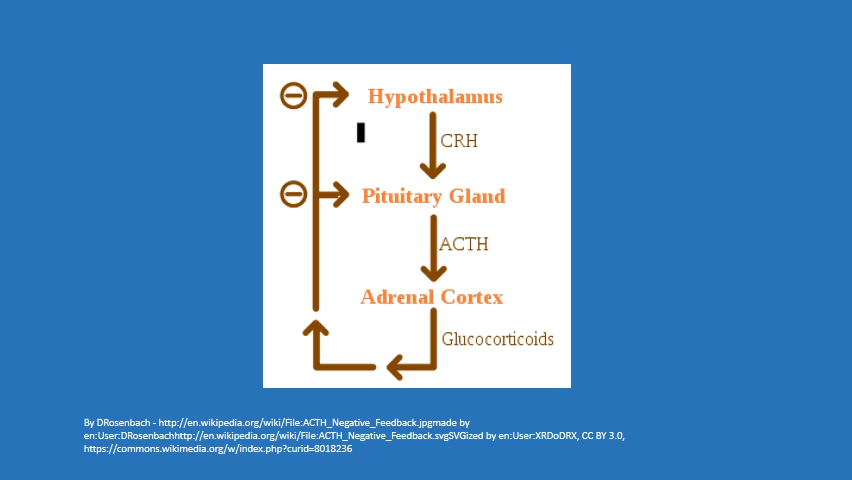 Hypothalamus
CRH
Pituitary Gland
ACTH
Adrenal Cortex
Glucocorticoids
By DRosenbach - http://en.wikipedia.org/wiki/File:ACTH_Negative_Feedback.jpgmade by
en:User:DRosenbachhttp://en.wikipedia.org/wiki/File:ACTH_Negative_Feedback.svgSVGized by en:User:XRDoDRX, CC BY 3.0,
https://commons.wikimedia.org/w/index.php?curid=8018236